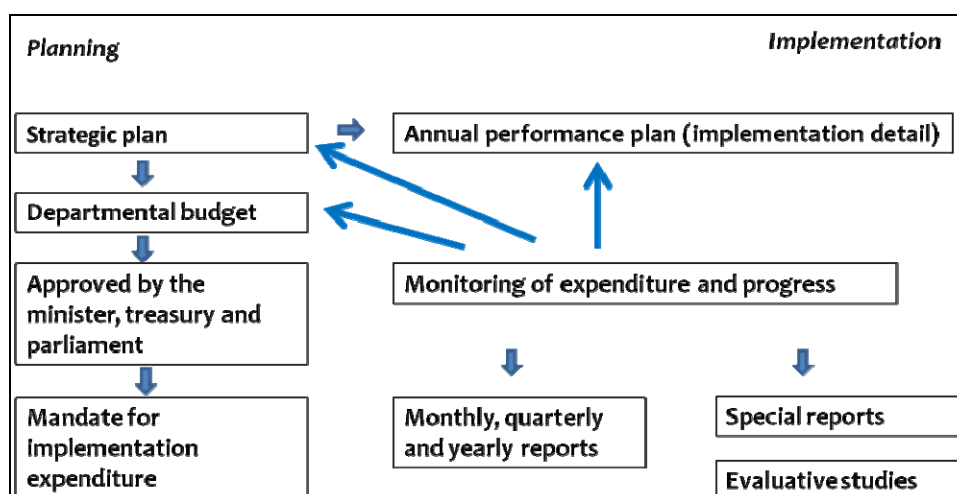 Planning
Implementation
Strategic plan
Annual performance plan (implementation detail)
Departmental budget
Approved by the
minister, treasury and
parliament
Monitoring of expenditure and progress
Mandate for
implementation
expenditure
Monthly, quarterly
and yearly reports
Special reports
Evaluative studies